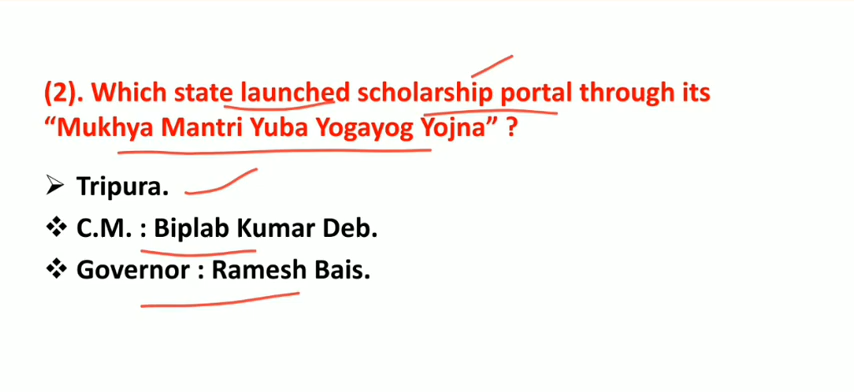 (2). Which state launched scholarship portal through its
“Mukhya Mantri Yuba Yogayog Yojna” ?
➢ Tripura.
❖ C.M. : Biplab Kumar Deb.
❖ Governor : Ramesh Bais.